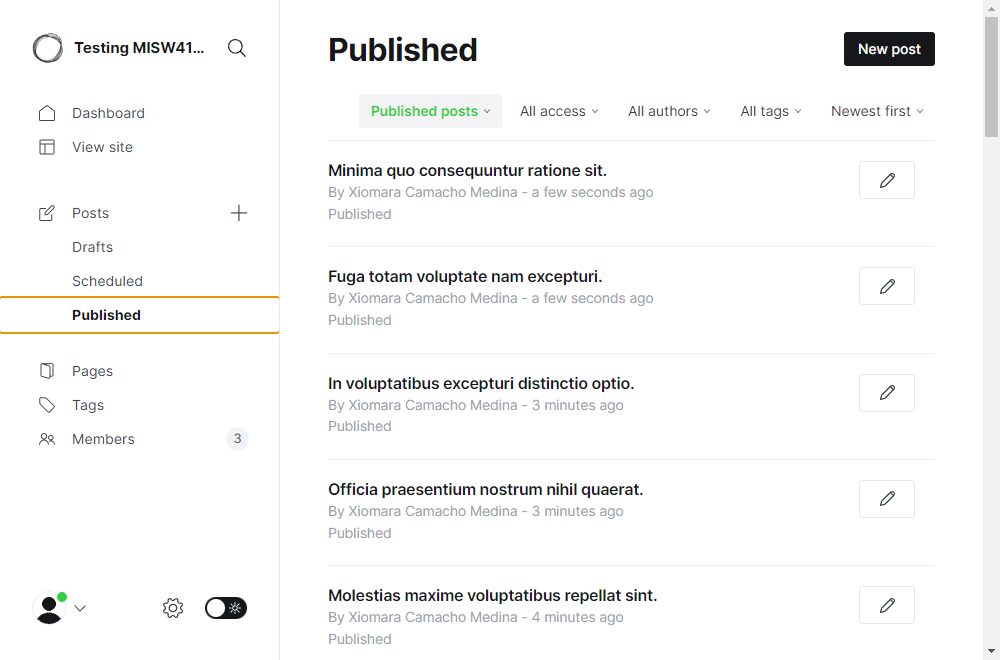 Testing MISW41...
Dashboard
View site
Posts
Drafts
Scheduled
Published
Pages
Tags
Members 3
Published
New post
Published posts All access All authors All tags Newest first
Minima quo consequuntur ratione sit.
By Xiomara Camacho Medina - a few seconds ago
Published
Fuga totam voluptate nam excepturi.
By Xiomara Camacho Medina - a few seconds ago
Published
In voluptatibus excepturi distinctio optio.
By Xiomara Camacho Medina - 3 minutes ago
Published
Officia praesentium nostrum nihil quaerat.
By Xiomara Camacho Medina - 3 minutes ago
Published
Molestias maxime voluptatibus repellat sint.
By Xiomara Camacho Medina - 4 minutes ago
Published